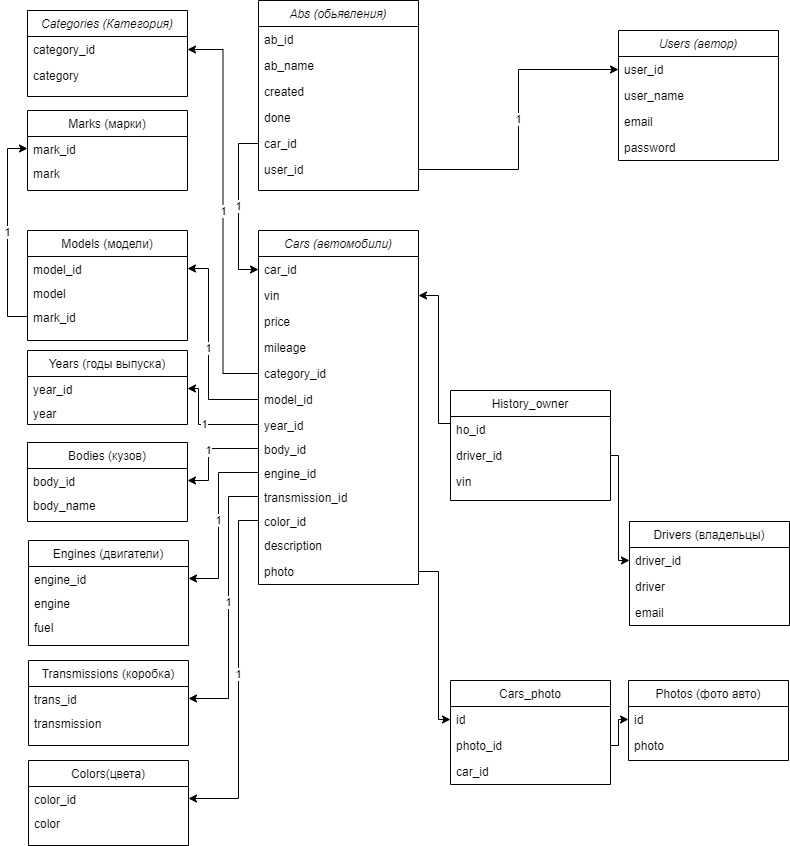 Categories (Категория)
category_id
category
Marks (марки)
mark_id
mark
1
Models (модели)
model_id
model
mark_id
Years (годы выпуска)
year_id
year
Bodies (кузов)
body_id
body_name
Engines (двигатели)
engine_id
engine
fuel
Transmissions (коробка)
trans_id
transmission
Colors(цвета)
color_id
color
1
1
1
1
1
1
1
1
Abs (обьявления)
ab_id
ab_name
created
done
car_id
user_id
Cars (автомобили)
car_id
vin
price
mileage
category_id
model_id
year_id
body_id
engine_id
transmission_id
color_id
description
photo
1
Users (автор)
user_id
user_name
email
password
History_owner
ho_id
driver_id
vin
Drivers (владельцы)
driver_id
driver
email
Cars_photo
id
photo_id
car_id
Photos (фото авто)
id
photo